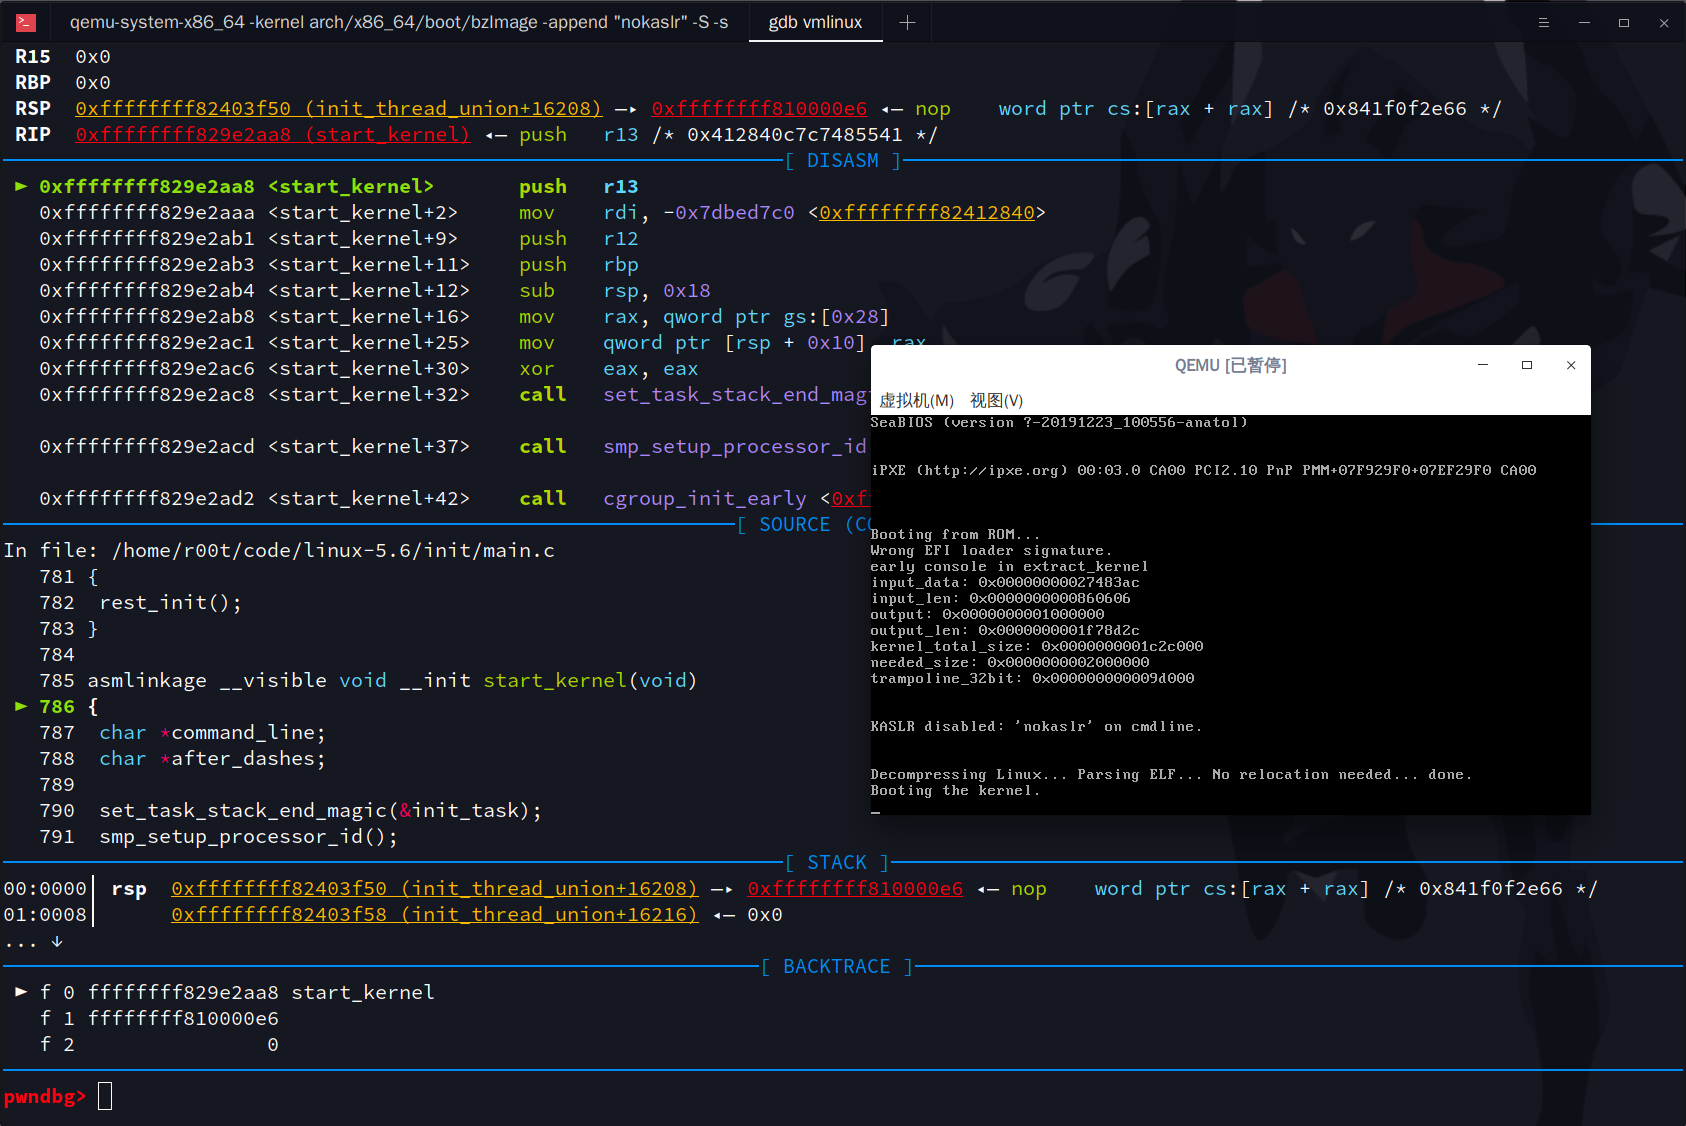 qemu-system-x86_64 -kernel arch/x86_64/boot/bzImage -append "nokaslr" -S -s
gdb vmlinux
R15 0x0
RBP 0x0
RSP 0xffffffff82403f50 (init_thread_union+16208) —▸ 0xffffffff810000e6 ◂— nop word ptr cs:[rax + rax] /* 0x841f0f2e66 */
RIP 0xffffffff829e2aa8 (start_kernel) ◂— push r13 /* 0x412840c7c7485541 */
[ DISASM ]
► 0xffffffff829e2aa8 <start_kernel> push r13
0xffffffff829e2aaa <start_kernel+2> mov rdi, -0x7dbed7c0 <0xffffffff82412840>
0xffffffff829e2ab1 <start_kernel+9> push r12
0xffffffff829e2ab3 <start_kernel+11> push rbp
0xffffffff829e2ab4 <start_kernel+12> sub rsp, 0x18
0xffffffff829e2ab8 <start_kernel+16> mov rax, qword ptr gs:[0x28]
0xffffffff829e2ac1 <start_kernel+25> mov qword ptr [rsp + 0x10], rax
0xffffffff829e2ac6 <start_kernel+30> xor eax, eax
0xffffffff829e2ac8 <start_kernel+32> call set_task_stack_end_mag
0xffffffff829e2acd <start_kernel+37> call smp_setup_processor_id
0xffffffff829e2ad2 <start_kernel+42> call cgroup_init_early <0xf
[ SOURCE (CO
In file: /home/r00t/code/linux-5.6/init/main.c
781 {
782 rest_init();
783 }
784
785 asmlinkage __visible void __init start_kernel(void)
► 786 {
787 char *command_line;
788 char *after_dashes;
789
790 set_task_stack_end_magic(&init_task);
791 smp_setup_processor_id();
[ STACK ]
00:0000│ rsp 0xffffffff82403f50 (init_thread_union+16208) —▸ 0xffffffff810000e6 ◂— nop word ptr cs:[rax + rax] /* 0x841f0f2e66 */
01:0008│ 0xffffffff82403f58 (init_thread_union+16216) ◂— 0x0
... ↓
[ BACKTRACE ]
► f 0 ffffffff829e2aa8 start_kernel
f 1 ffffffff810000e6
f 2 0
pwndbg>
QEMU [已暂停]
虚拟机(M) 视图(V)
SeaBIOS (version ?-20191223_100556-anatol)
iPXE (http://ipxe.org) 00:03.0 CA00 PCI2.10 PnP PMM+07F929F0+07EF29F0 CA00
Booting from ROM...
Wrong EFI loader signature.
early console in extract_kernel
input_data: 0x00000000027483ac
input_len: 0x0000000000860606
output: 0x0000000001000000
output_len: 0x0000000001f78d2c
kernel_total_size: 0x0000000001c2c000
needed_size: 0x0000000002000000
trampoline_32bit: 0x000000000009d000
KASLR disabled: 'nokaslr' on cmdline.
Decompressing Linux... Parsing ELF... No relocation needed... done.
Booting the kernel.